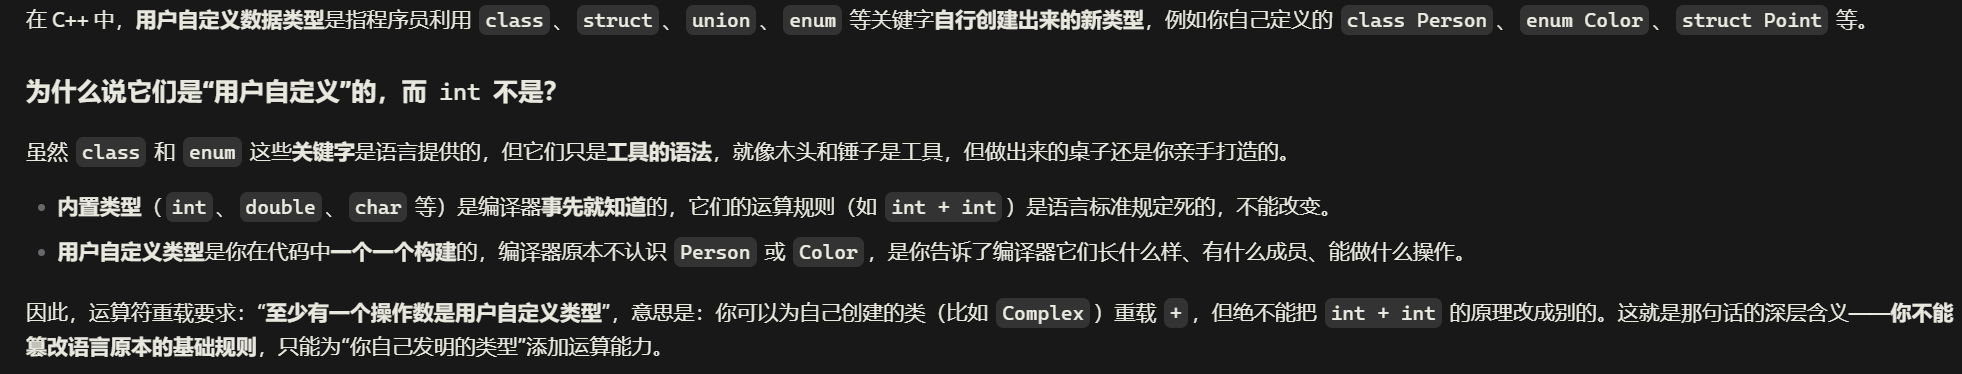 在 C++ 中，用户自定义数据类型是指程序员利用 class、struct、union、enum 等关键字自行创建出来的新类型，例如你自己定义的 class Person、enum Color、struct Point 等。
为什么说它们是“用户自定义”的，而 int 不是？
虽然 class 和 enum 这些关键字是语言提供的，但它们只是工具的语法，就像木头和锤子是工具，但做出来的桌子还是你亲手打造的。
• 内置类型（int、double、char 等）是编译器事先就知道的，它们的运算规则（如 int + int）是语言标准规定死的，不能改变。
• 用户自定义类型是你在代码中一个一个构建的，编译器原本不认识 Person 或 Color，是你告诉了编译器它们长什么样、有什么成员、能做什么操作。
因此，运算符重载要求：“至少有一个操作数是用户自定义类型”，意思是：你可以为自己创建的类（比如 Complex）重载 +，但绝不能把 int + int 的原理改成别的。这就是那句话的深层含义——你不能
篡改语言原本的基础规则，只能为“你自己发明的类型”添加运算能力。